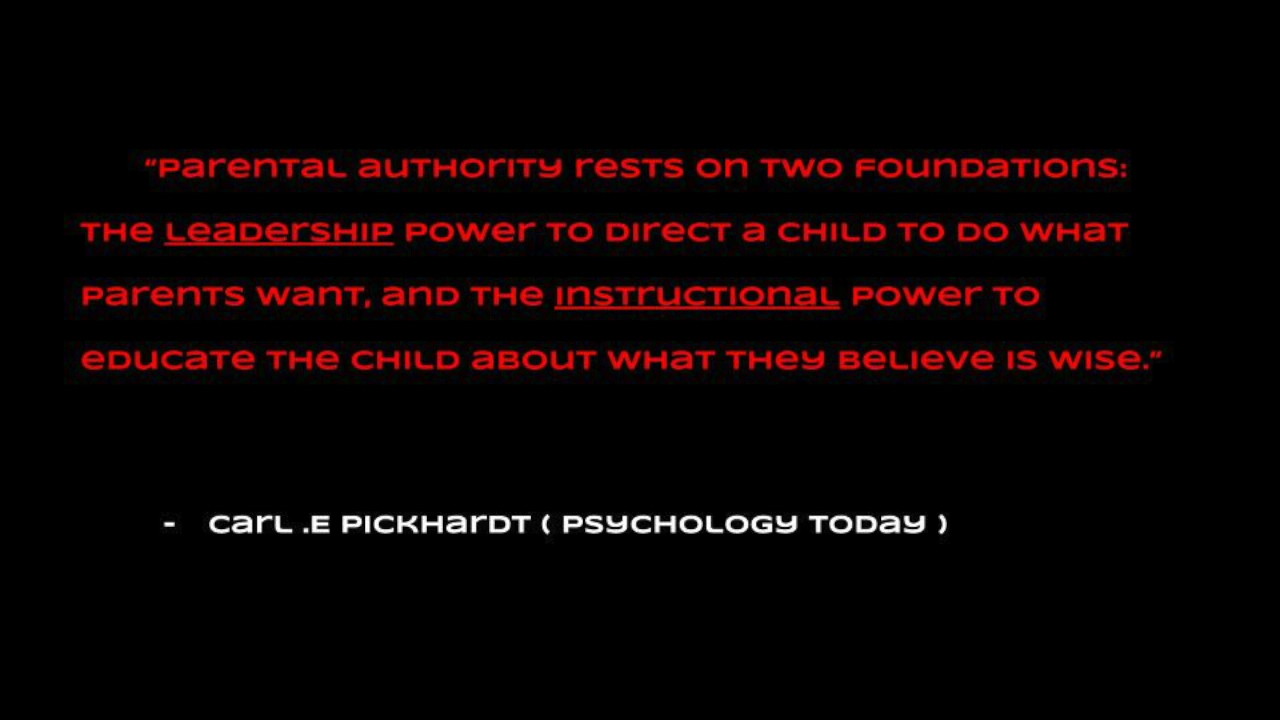 “Parental authority rests on two foundations:
the leadership power to direct a child to do what
parents want, and the instructional power to
educate the child about what they believe is wise.”
- Carl .E Pickhardt ( Psychology Today )